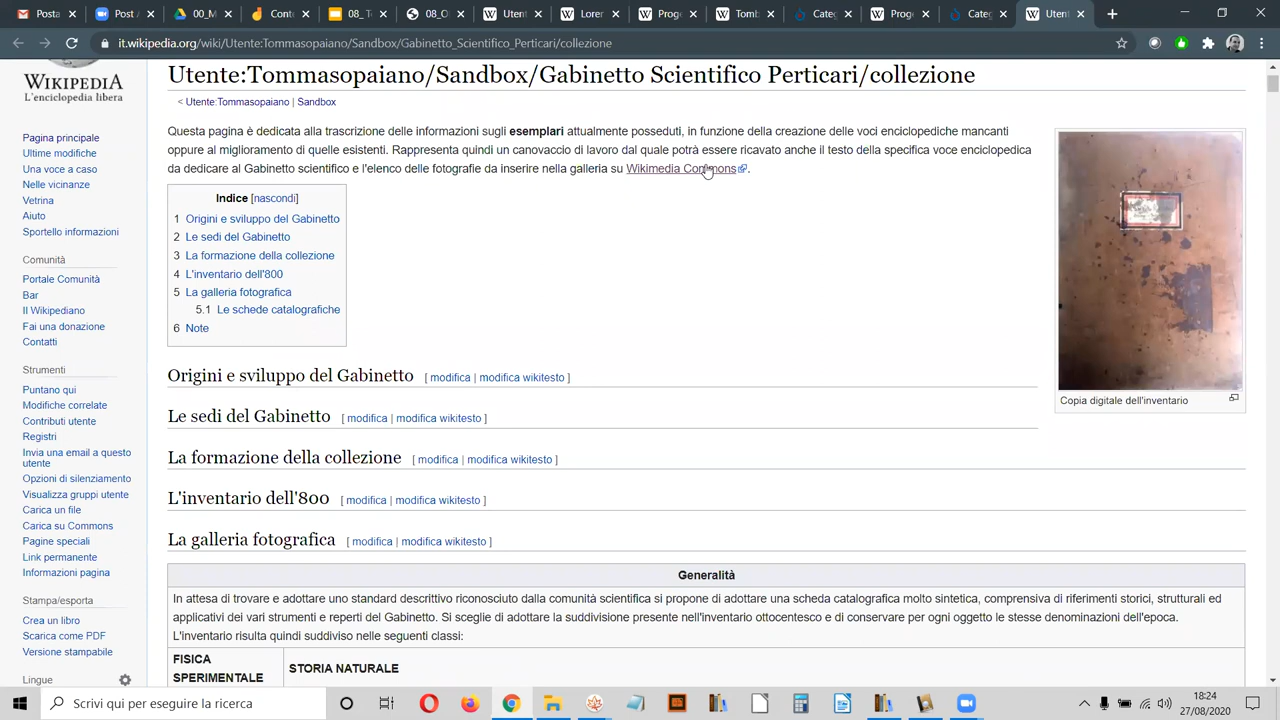 Posta
Post /
00_M
Cont
08_T
08_O
Utent
Loren
Proge
Tomb
Categ
Proge
Categ
Utent
it.wikipedia.org/wiki/Utente:Tommasopaiano/Sandbox/Gabinetto_Scientifico_Perticari/collezione
WIKIPEDIA
L'enciclopedia libera
Pagina principale
Ultime modifiche
Una voce a caso
Nelle vicinanze
Vetrina
Aiuto
Sportello informazioni
Comunità
Portale Comunità
Bar
Il Wikipediano
Fai una donazione
Contatti
Strumenti
Puntano qui
Modifiche correlate
Contributi utente
Registri
Invia una email a questo
utente
Opzioni di silenziamento
Visualizza gruppi utente
Carica un file
Carica su Commons
Pagine speciali
Link permanente
Informazioni pagina
Stampa/esporta
Crea un libro
Scarica come PDF
Versione stampabile
Lingue
Utente:Tommasopaiano/Sandbox/Gabinetto Scientifico Perticari/collezione
< Utente:Tommasopaiano | Sandbox
Questa pagina è dedicata alla trascrizione delle informazioni sugli esemplari attualmente posseduti, in funzione della creazione delle voci enciclopediche mancanti
oppure al miglioramento di quelle esistenti. Rappresenta quindi un canovaccio di lavoro dal quale potrà essere ricavato anche il testo della specifica voce enciclopedica
da dedicare al Gabinetto scientifico e l'elenco delle fotografie da inserire nella galleria su Wikimedia Commons.
Indice [nascondi]
1 Origini e sviluppo del Gabinetto
2 Le sedi del Gabinetto
3 La formazione della collezione
4 L'inventario dell'800
5 La galleria fotografica
5.1 Le schede catalografiche
6 Note
Copia digitale dell'inventario
Origini e sviluppo del Gabinetto [ modifica | modifica wikitesto ]
Le sedi del Gabinetto [ modifica | modifica wikitesto ]
La formazione della collezione [ modifica | modifica wikitesto ]
L'inventario dell'800 [ modifica | modifica wikitesto ]
La galleria fotografica [ modifica | modifica wikitesto ]
Generalità
In attesa di trovare e adottare uno standard descrittivo riconosciuto dalla comunità scientifica si propone di adottare una scheda catalografica molto sintetica, comprensiva di riferimenti storici, strutturali ed
applicativi dei vari strumenti e reperti del Gabinetto. Si sceglie di adottare la suddivisione presente nell'inventario ottocentesco e di conservare per ogni oggetto le stesse denominazioni dell'epoca.
L'inventario risulta quindi suddiviso nelle seguenti classi:
FISICA
SPERIMENTALE
STORIA NATURALE
Scrivi qui per eseguire la ricerca
18:24
27/08/2020